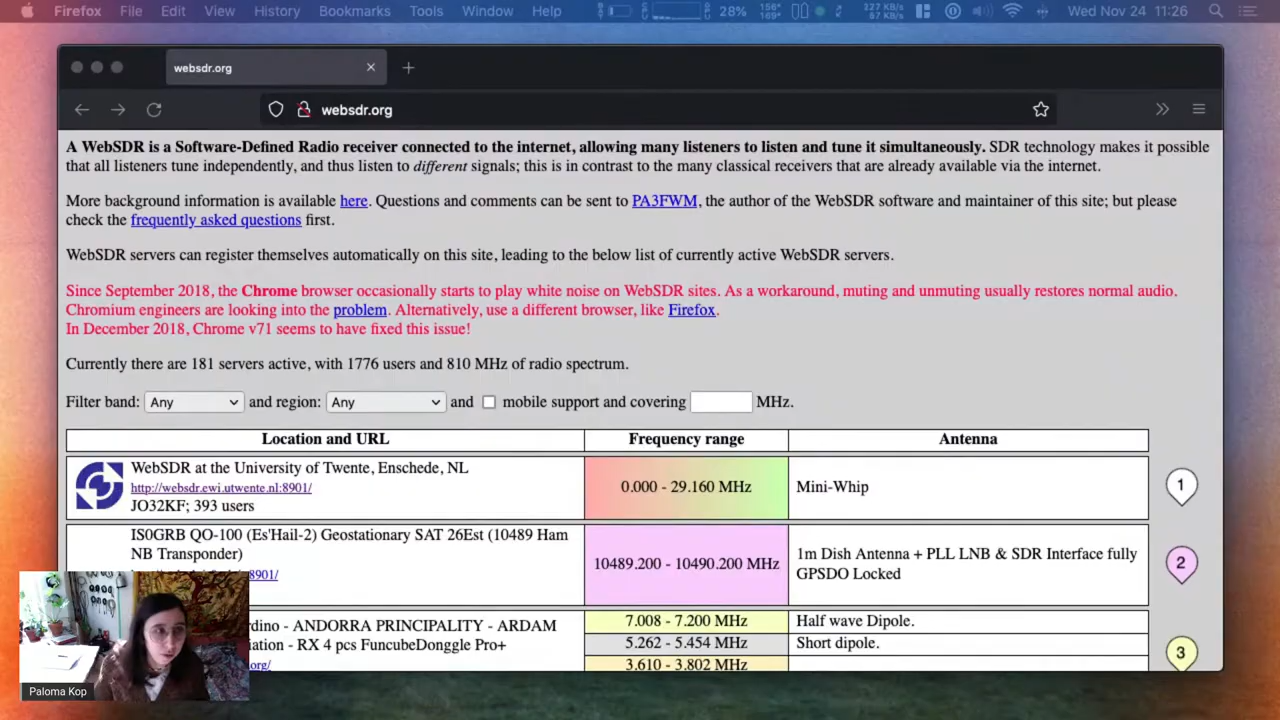 Firefox File Edit View History Bookmarks Tools Window Help 28% 156° 169° 327 KB/s 57 KB/s Wed Nov 24 11:26
websdr.org
websdr.org
A WebSDR is a Software-Defined Radio receiver connected to the internet, allowing many listeners to listen and tune it simultaneously. SDR technology makes it possible
that all listeners tune independently, and thus listen to different signals; this is in contrast to the many classical receivers that are already available via the internet.
More background information is available here. Questions and comments can be sent to PA3FWM, the author of the WebSDR software and maintainer of this site; but please
check the frequently asked questions first.
WebSDR servers can register themselves automatically on this site, leading to the below list of currently active WebSDR servers.
Since September 2018, the Chrome browser occasionally starts to play white noise on WebSDR sites. As a workaround, muting and unmuting usually restores normal audio.
Chromium engineers are looking into the problem. Alternatively, use a different browser, like Firefox.
In December 2018, Chrome v71 seems to have fixed this issue!
Currently there are 181 servers active, with 1776 users and 810 MHz of radio spectrum.
Filter band: Any and region: Any and mobile support and covering MHz.
Location and URL Frequency range Antenna
WebSDR at the University of Twente, Enschede, NL
http://websdr.ewi.utwente.nl:8901/
JO32KF; 393 users
0.000 - 29.160 MHz
Mini-Whip
1
IS0GRB QO-100 (Es'Hail-2) Geostationary SAT 26Est (10489 Ham
NB Transponder)
8901/
10489.200 - 10490.200 MHz
1m Dish Antenna + PLL LNB & SDR Interface fully
GPSDO Locked
2
rdino - ANDORRA PRINCIPALITY - ARDAM
iation - RX 4 pcs FuncubeDonggle Pro+
org/
7.008 - 7.200 MHz Half wave Dipole.
5.262 - 5.454 MHz Short dipole.
3.610 - 3.802 MHz
3
Paloma Kop